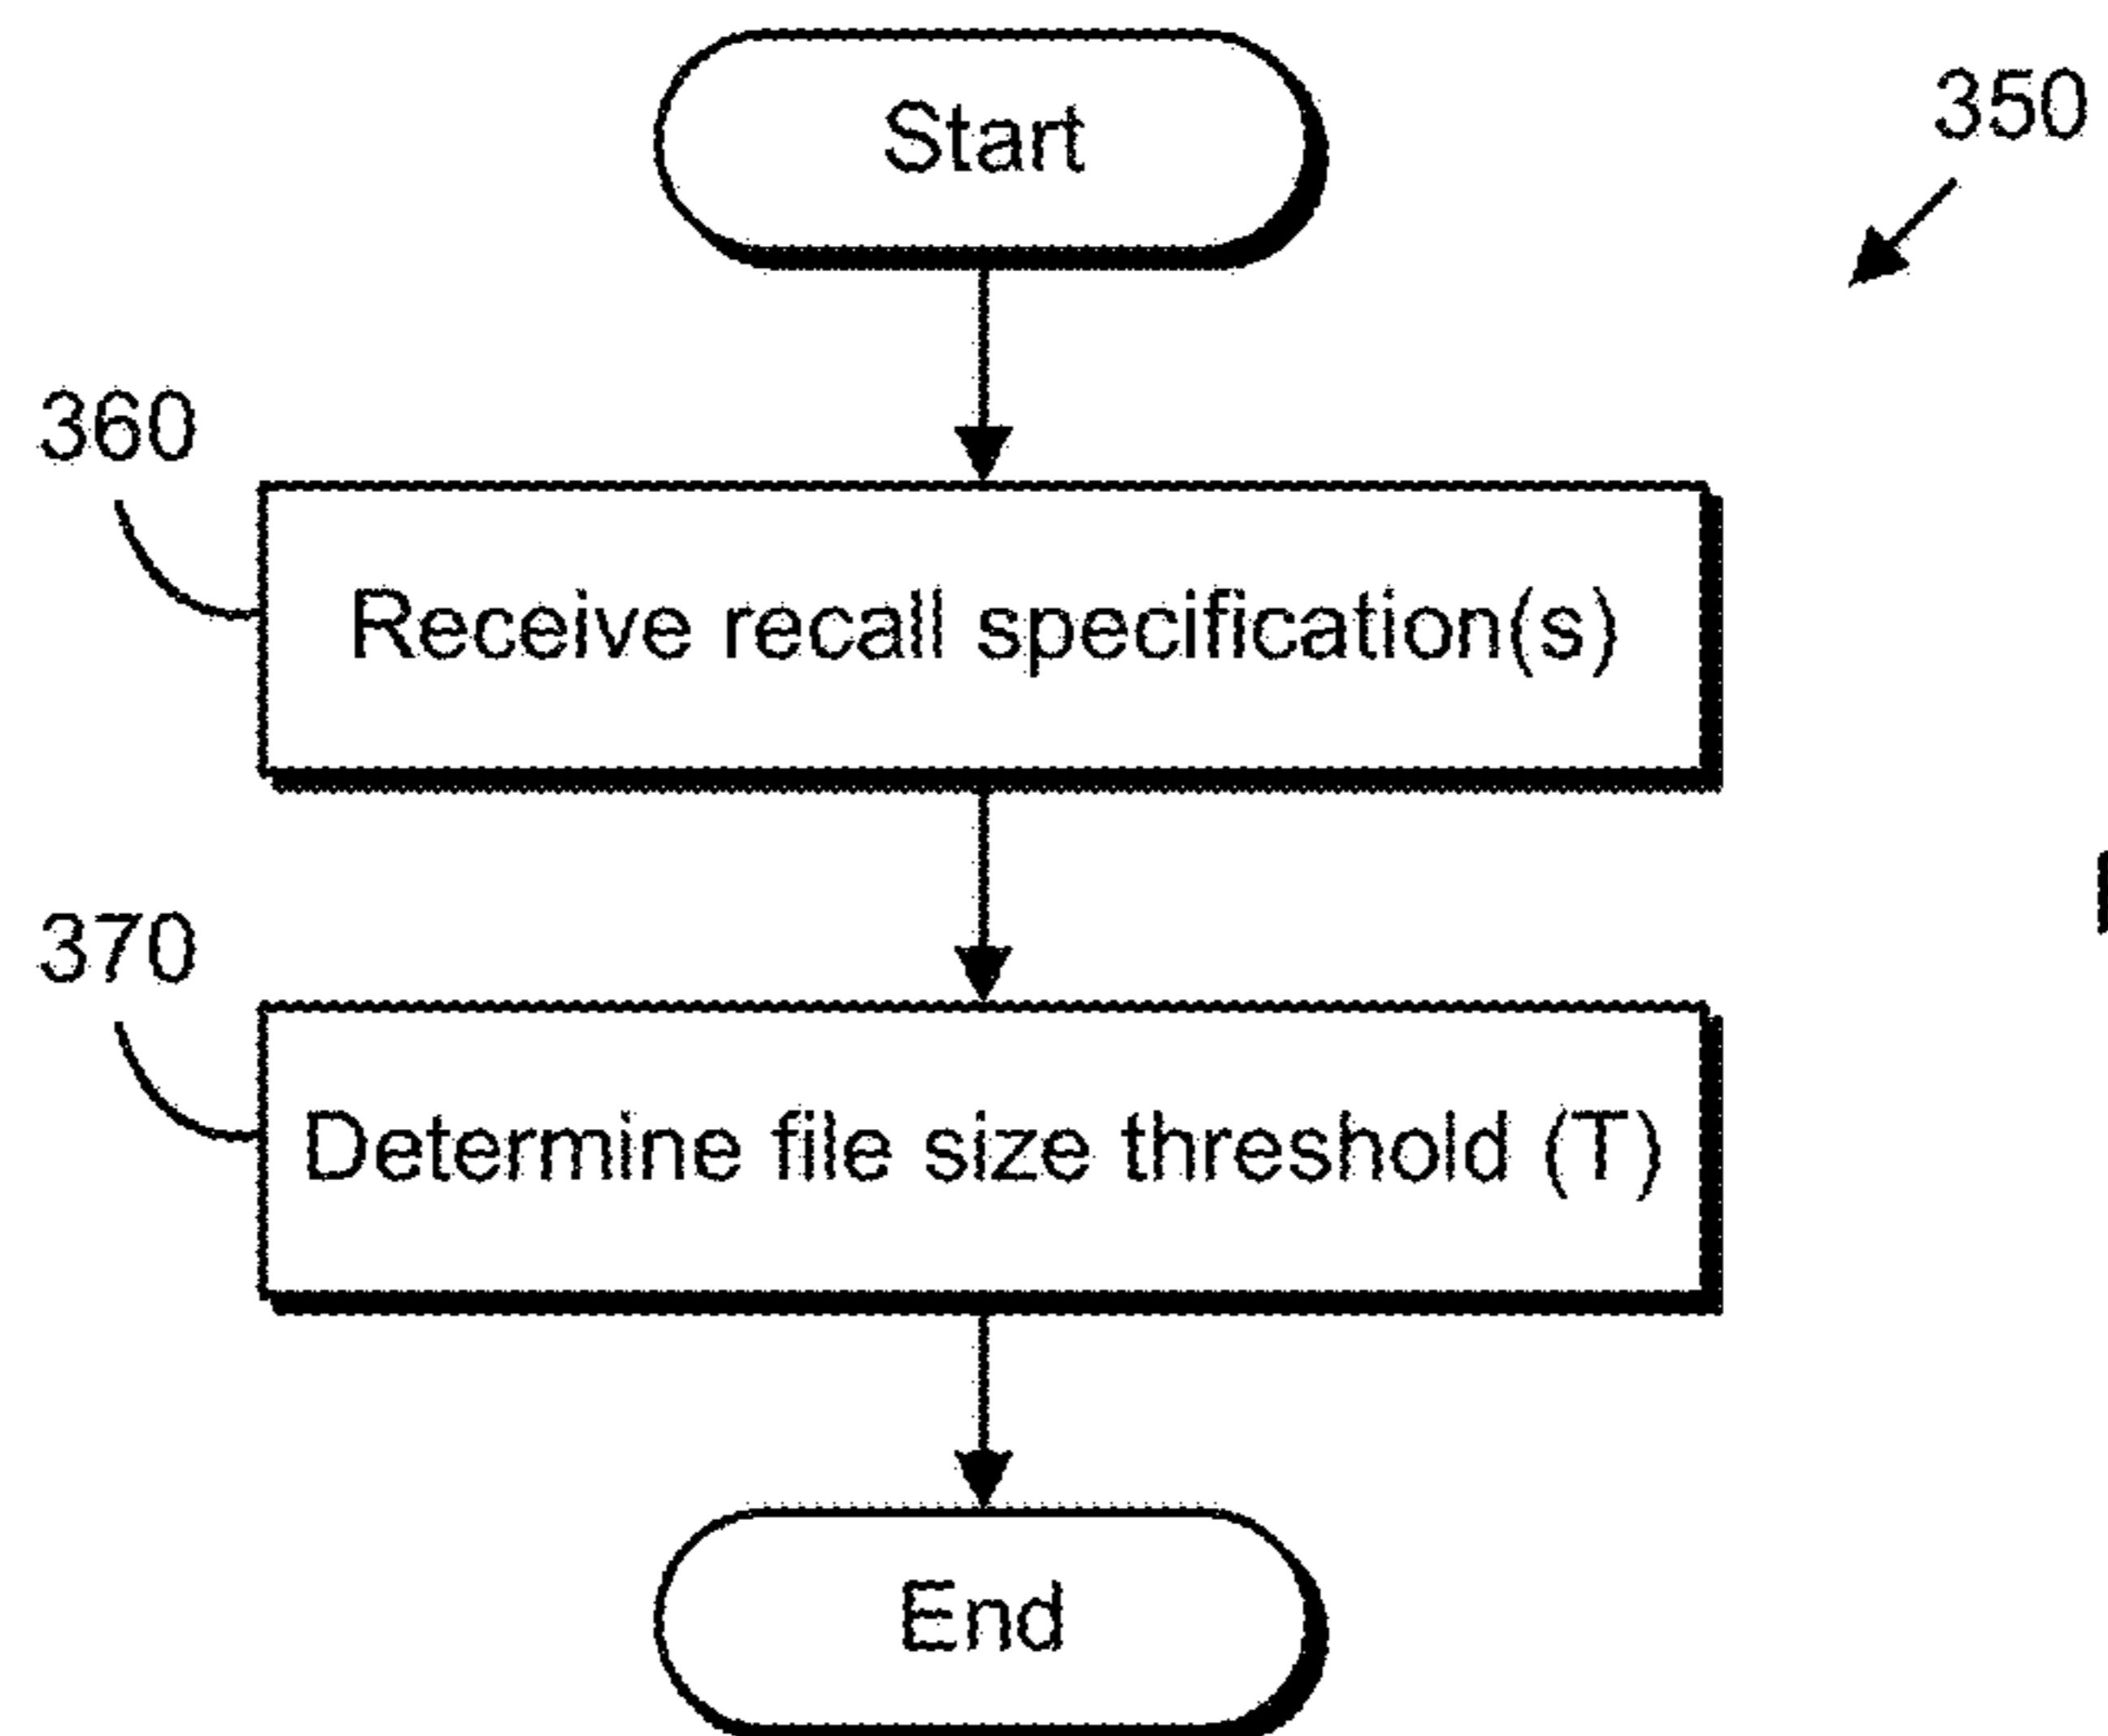 Start
350
360
Receive recall specification(s)
370
Determine file size threshold (T)
End